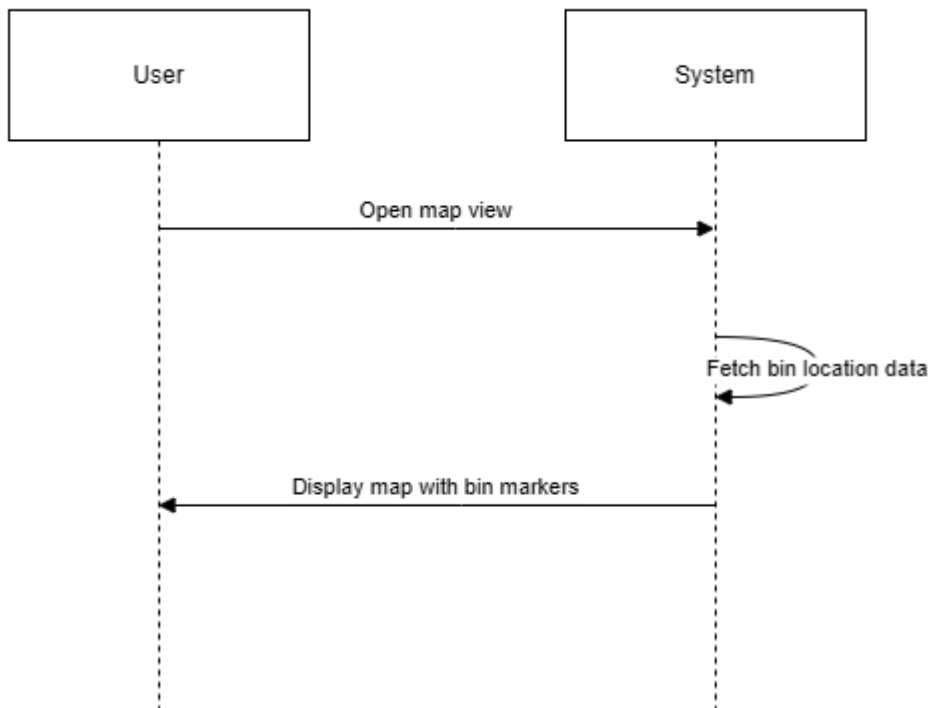 User
System
Open map view
Fetch bin location data
Display map with bin markers